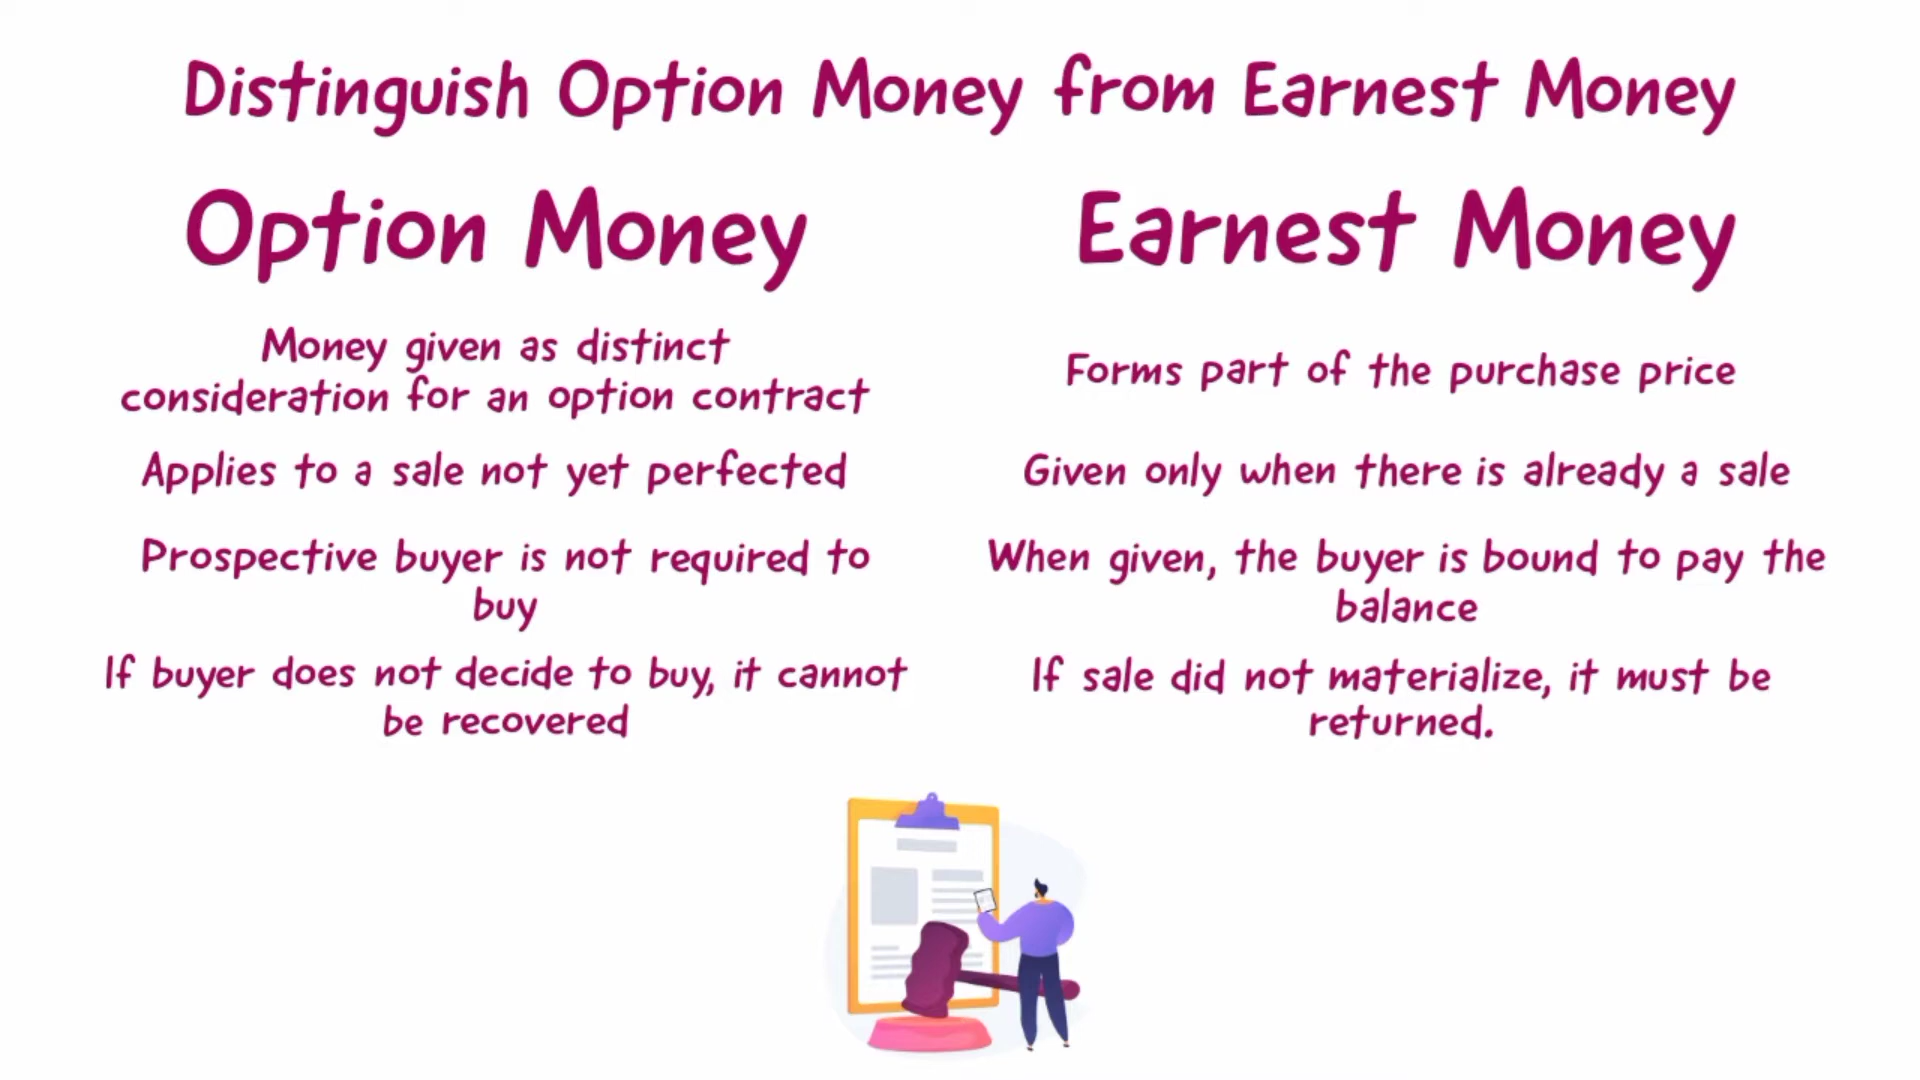 Distinguish Option Money from Earnest Money
Option Money
Earnest Money
Money given as distinct
consideration for an option contract
Forms part of the purchase price
Applies to a sale not yet perfected
Given only when there is already a sale
Prospective buyer is not required to
buy
When given, the buyer is bound to pay the
balance
If buyer does not decide to buy, it cannot
be recovered
If sale did not materialize, it must be
returned.